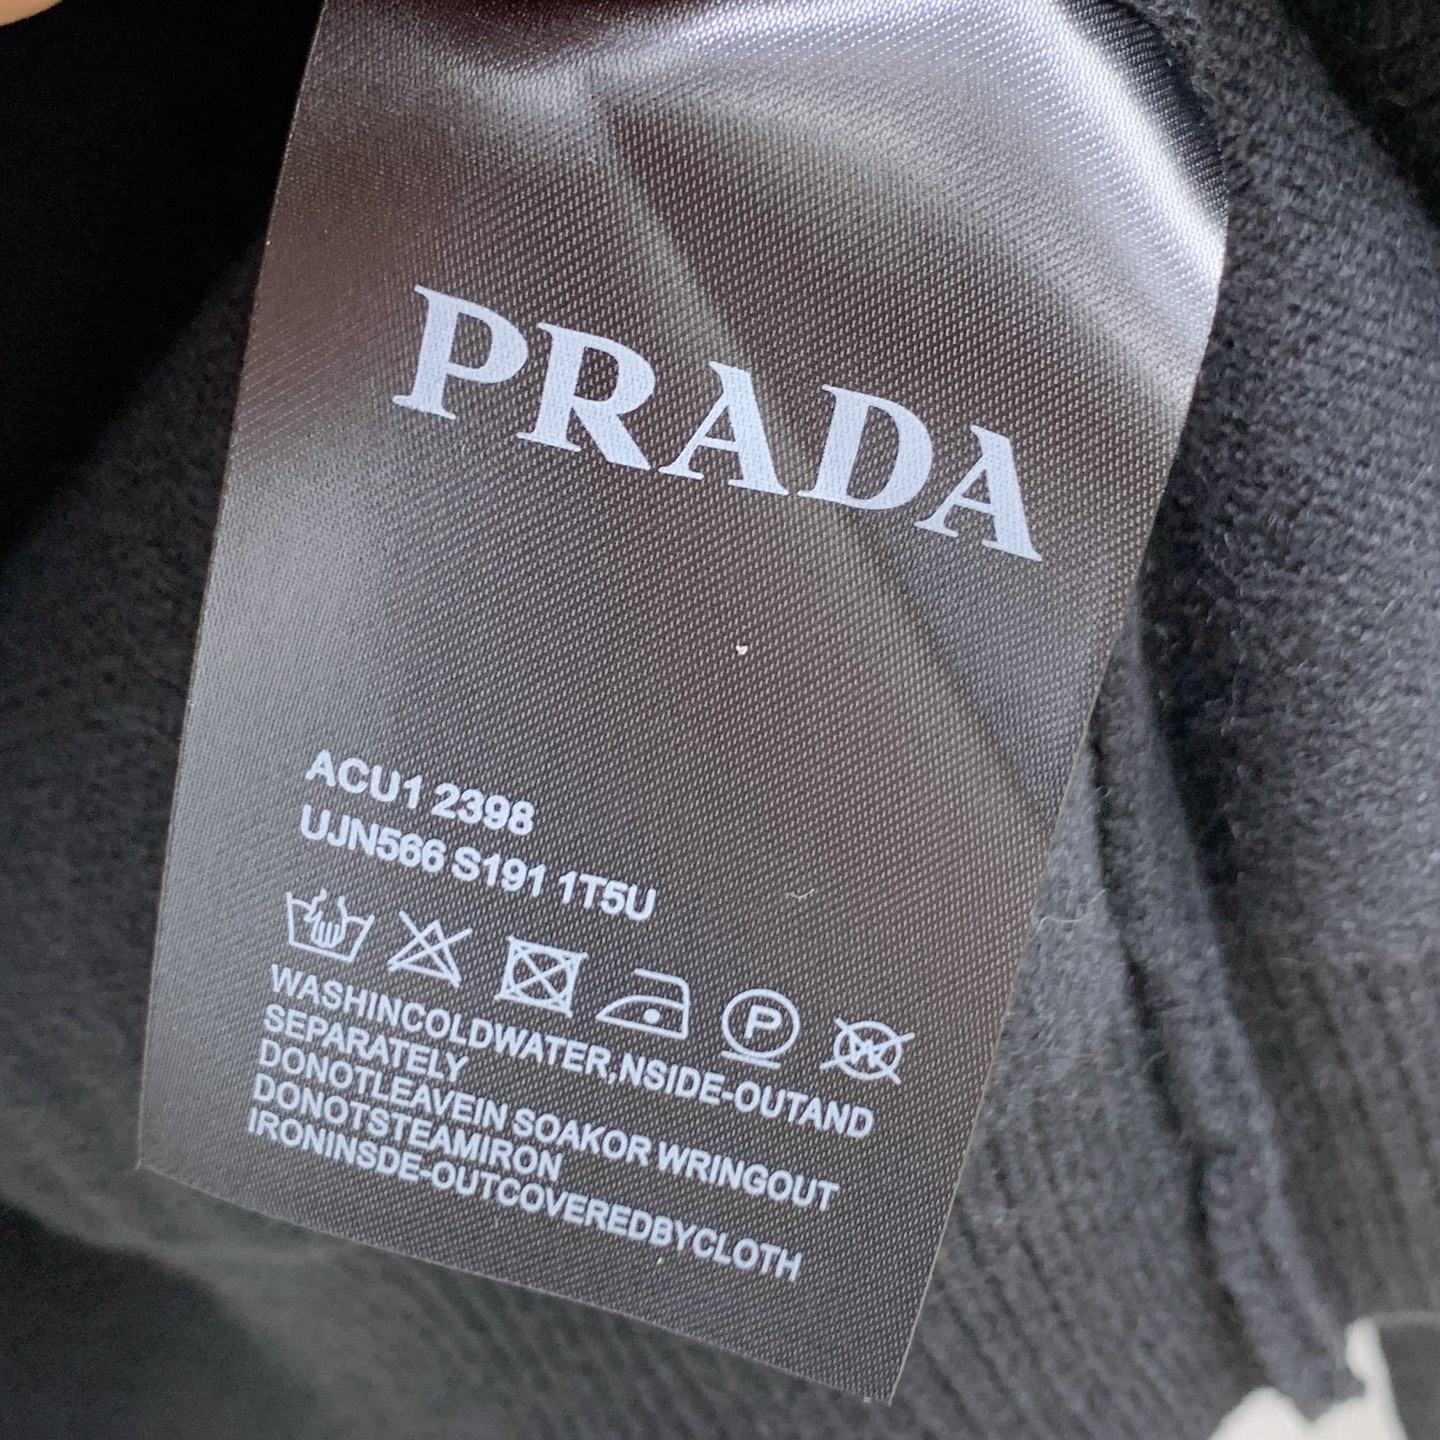 PRADA
ACU1 2398
UJN566 S191 1T5U
P W
WASHINCOLDWATER,NSIDE-OUTAND
SEPARATELY
DONOTLEAVEIN SOAKOR WRINGOUT
DONOTSTEAMIRON
IRONINSDE-OUTCOVEREDBYCLOTH